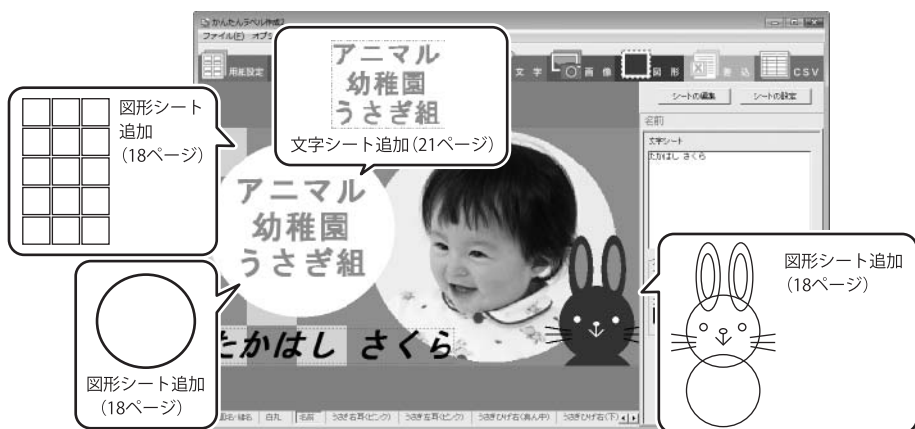 かんたんラベル作成2
ファイル(F) オプシ
用紙設定
文字
画像
図形
差込
CSV
アニマル
幼稚園
うさぎ組
文字シート追加(21ページ)
図形シート
追加
(18ページ)
シートの編集
シートの設定
名前
文字シート
たかはし さくら
アニマル
幼稚園
うさぎ組
図形シート追加
(18ページ)
図形シート追加
(18ページ)
たかはし さくら
白丸
名前
うさぎ右耳(ピンク)
うさぎ左耳(ピンク)
うさぎひげ右(真ん中)
うさぎひげ右(下)